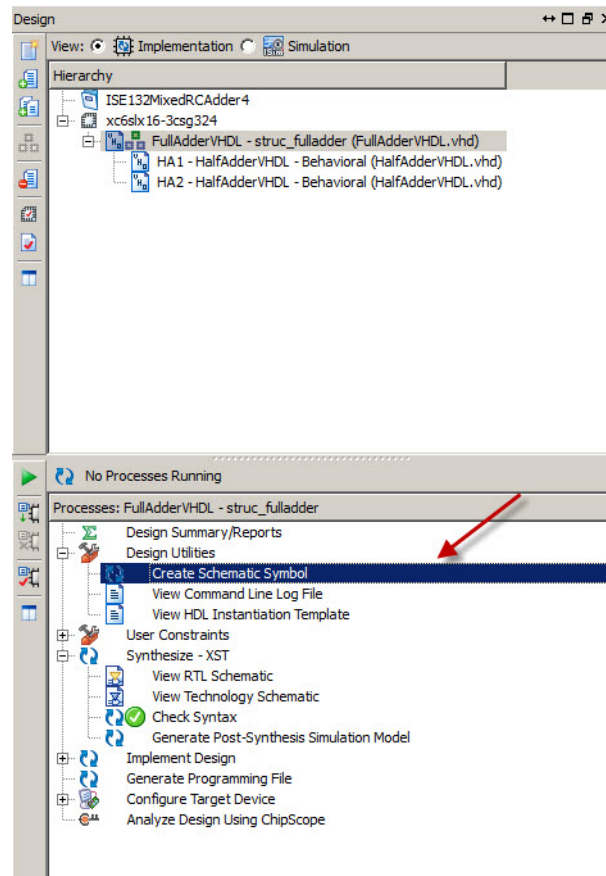 Design
View: Implementation Simulation
Hierarchy
ISE132MixedRCAdder4
xc6slx16-3csg324
FullAdderVHDL - struc_fulladder (FullAdderVHDL.vhd)
HA1 - HalfAdderVHDL - Behavioral (HalfAdderVHDL.vhd)
HA2 - HalfAdderVHDL - Behavioral (HalfAdderVHDL.vhd)
No Processes Running
Processes: FullAdderVHDL - struc_fulladder
Design Summary/Reports
Design Utilities
Create Schematic Symbol
View Command Line Log File
View HDL Instantiation Template
User Constraints
Synthesize - XST
View RTL Schematic
View Technology Schematic
Check Syntax
Generate Post-Synthesis Simulation Model
Implement Design
Generate Programming File
Configure Target Device
Analyze Design Using ChipScope